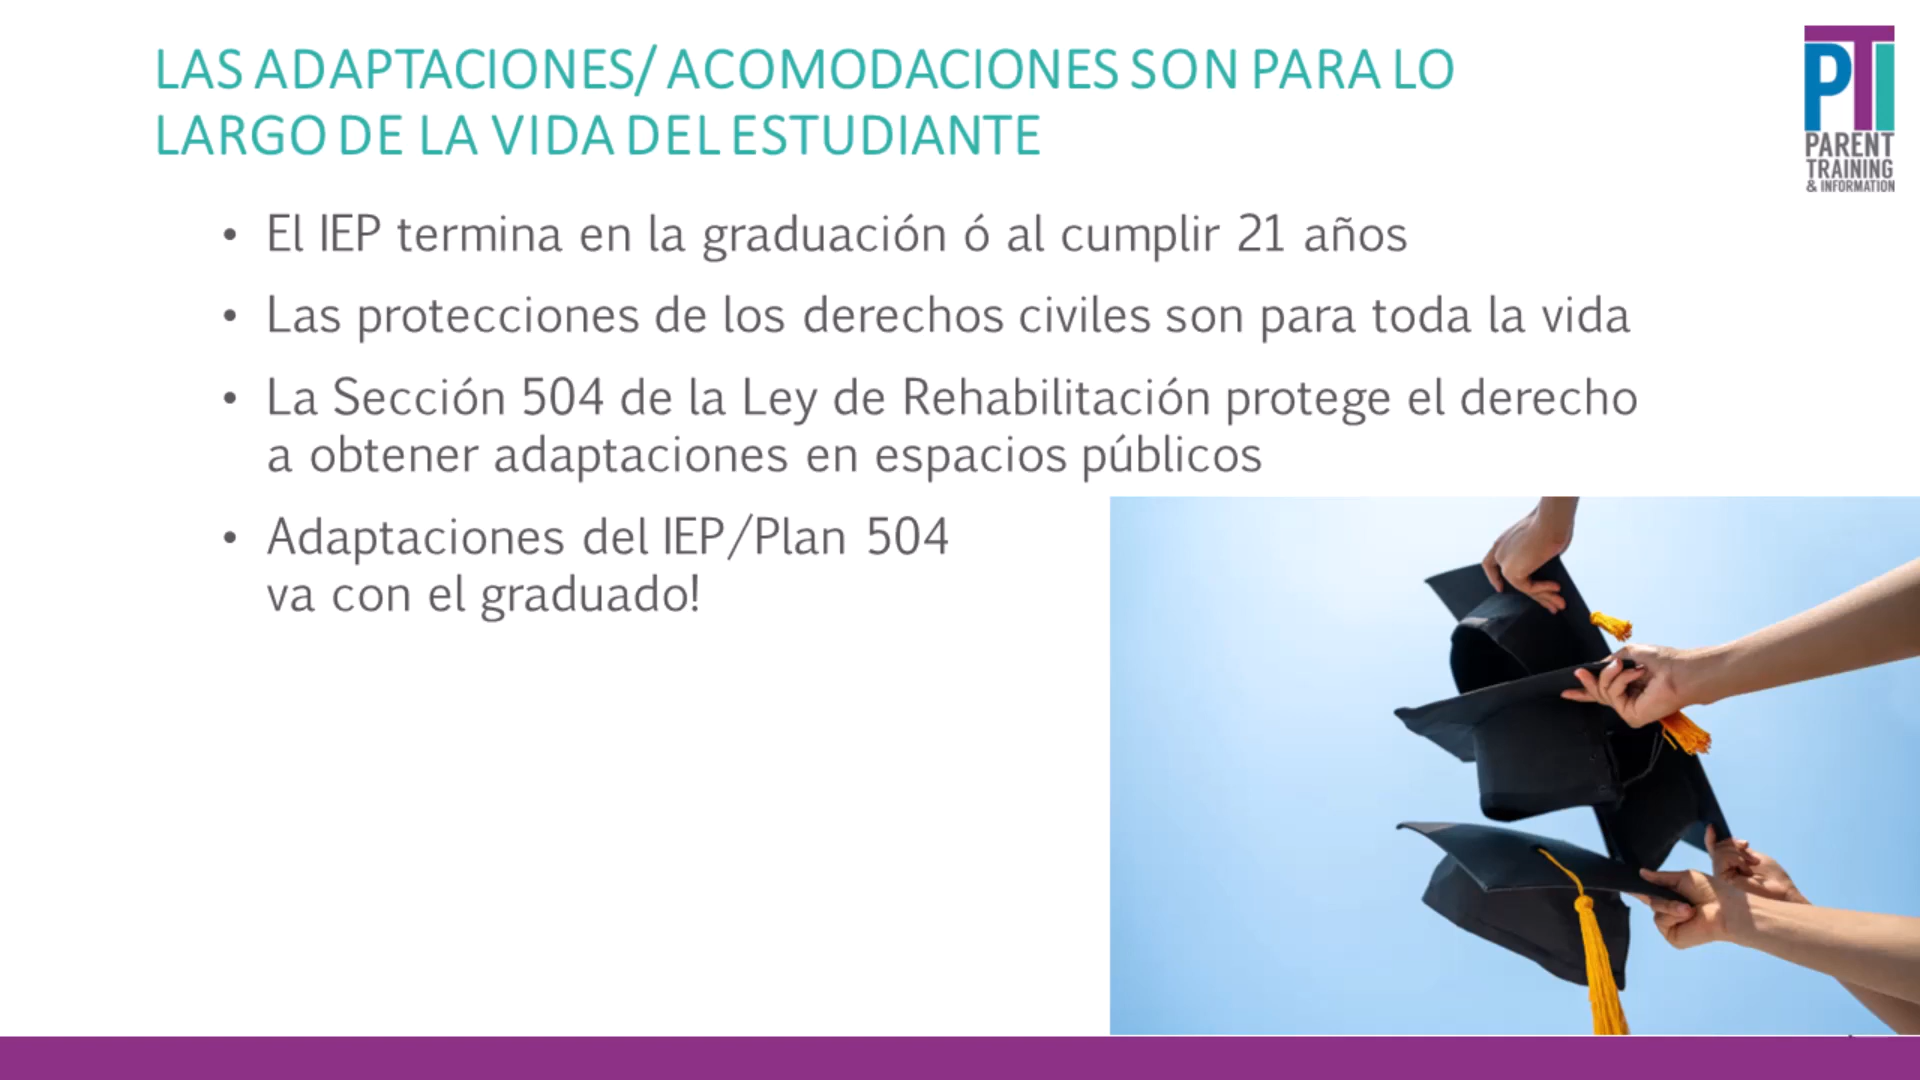 LAS ADAPTACIONES/ ACOMODACIONES SON PARA LO
LARGO DE LA VIDA DEL ESTUDIANTE
PTI
PARENT
TRAINING
& INFORMATION
• El IEP termina en la graduación ó al cumplir 21 años
• Las protecciones de los derechos civiles son para toda la vida
• La Sección 504 de la Ley de Rehabilitación protege el derecho
a obtener adaptaciones en espacios públicos
• Adaptaciones del IEP/Plan 504
va con el graduado!